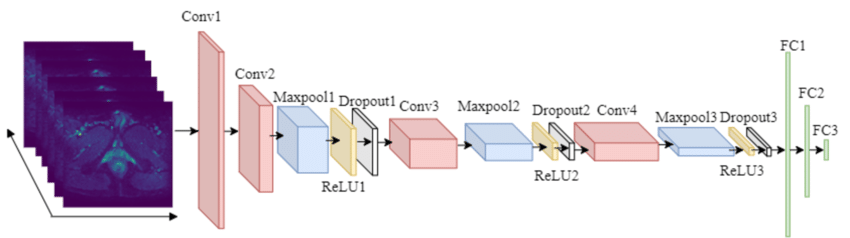 Conv1
Conv2
Maxpool1
ReLU1
Dropout1
Conv3
Maxpool2
ReLU2
Dropout2
Conv4
Maxpool3
ReLU3
Dropout3
FC1
FC2
FC3